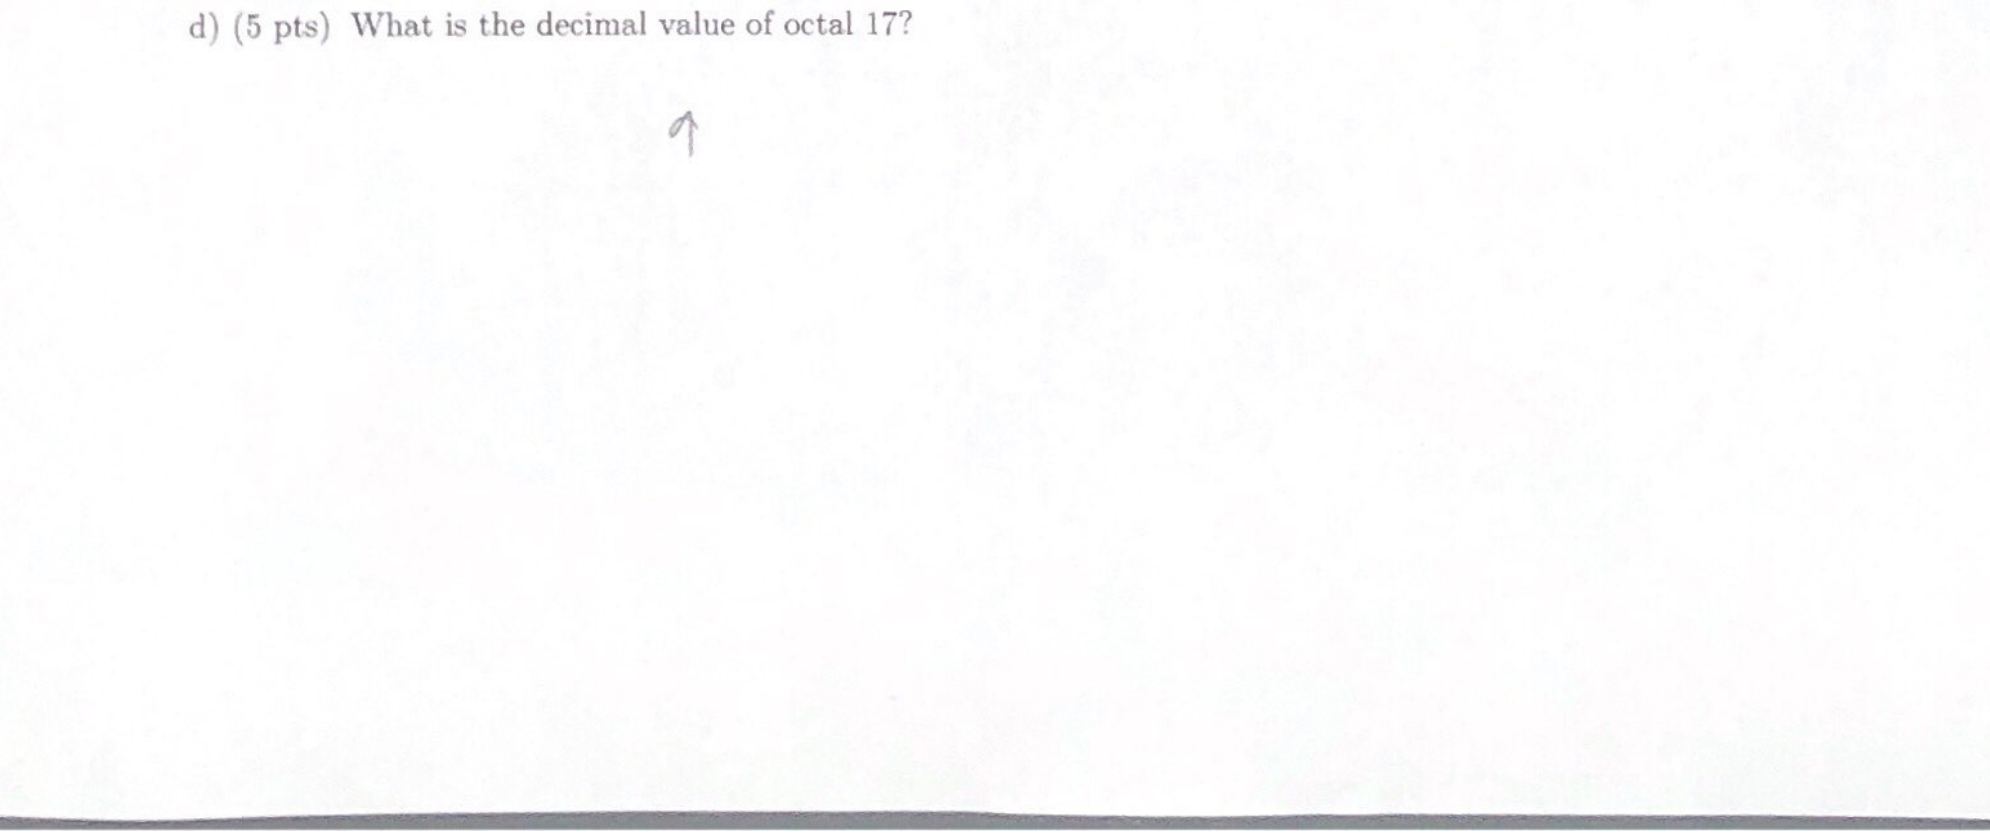 d) (5 pts) What is the decimal value of octal 17?